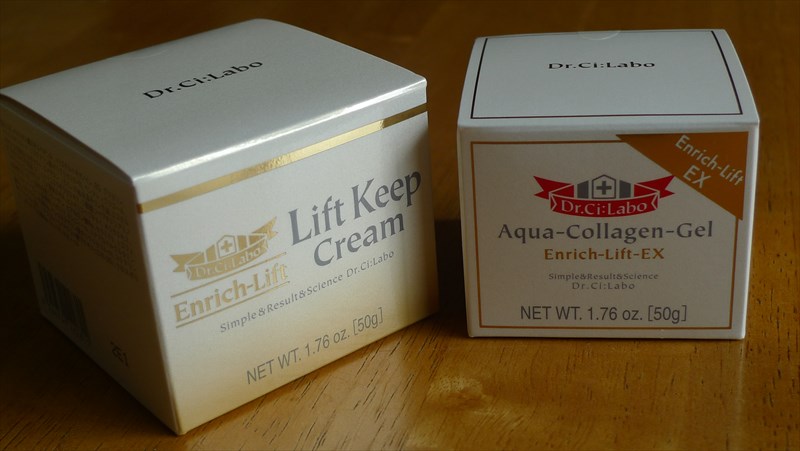 Dr.Ci:Labo
Dr.Ci:Labo
Enrich-Lift
Lift Keep
Cream
Simple&Result&Science Dr.Ci:Labo
NET WT. 1.76 oz. [50g]
Dr.Ci:Labo
Enrich-Lift
EX
Dr.Ci:Labo
Aqua-Collagen-Gel
Enrich-Lift-EX
Simple&Result&Science
Dr.Ci:Labo
NET WT. 1.76 oz. [50g]